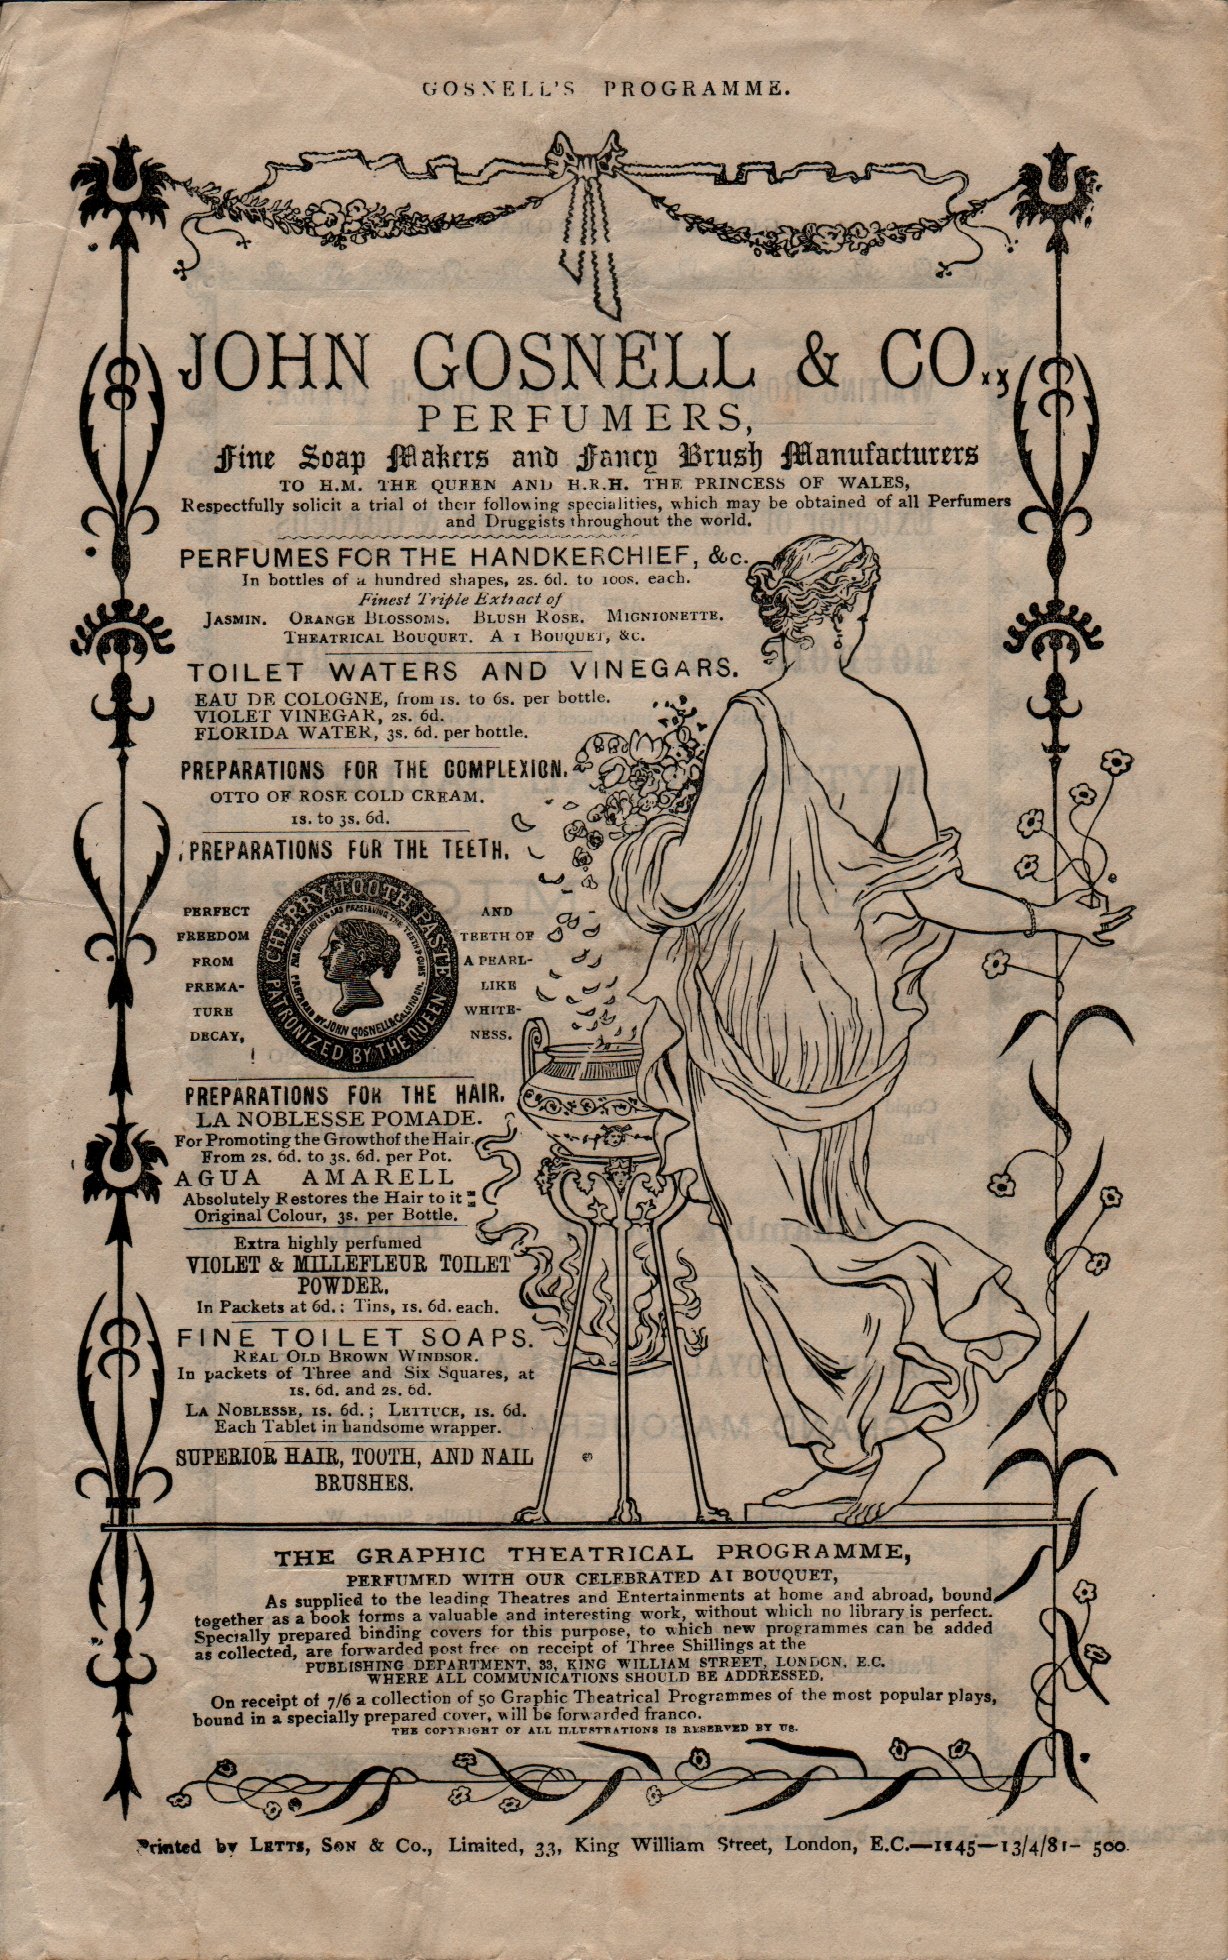 GOSNELL'S PROGRAMME.
JOHN GOSNELL & CO.,
PERFUMERS,
Fine Soap Makers and Fancy Brush Manufacturers
TO H.M. THE QUEEN AND H.R.H. THE PRINCESS OF WALES,
Respectfully solicit a trial of their following specialities, which may be obtained of all Perfumers
and Druggists throughout the world.
PERFUMES FOR THE HANDKERCHIEF, &c.
In bottles of a hundred shapes, 2s. 6d. to 100s. each.
Finest Triple Extract of
JASMIN. ORANGE BLOSSOMS. BLUSH ROSE. MIGNIONETTE.
THEATRICAL BOUQUET. A 1 BOUQUET, &c.
TOILET WATERS AND VINEGARS.
EAU DE COLOGNE, from 1s. to 6s. per bottle.
VIOLET VINEGAR, 2s. 6d.
FLORIDA WATER, 3s. 6d. per bottle.
PREPARATIONS FOR THE COMPLEXION.
OTTO OF ROSE COLD CREAM.
1s. to 3s. 6d.
PREPARATIONS FOR THE TEETH.
PERFECT
FREEDOM
FROM
PREMA-
TURE
DECAY,
CHERRY TOOTH PASTE
PATRONIZED BY THE QUEEN
PREPARED BY JOHN GOSNELL & Co. LONDON.
AND
TEETH OF
A PEARL-
LIKE
WHITE-
NESS.
PREPARATIONS FOR THE HAIR.
LA NOBLESSE POMADE.
For Promoting the Growth of the Hair.
From 2s. 6d. to 3s. 6d. per Pot.
AGUA AMARELL
Absolutely Restores the Hair to it
Original Colour, 3s. per Bottle.
Extra highly perfumed
VIOLET & MILLEFLEUR TOILET
POWDER.
In Packets at 6d.: Tins, 1s. 6d. each.
FINE TOILET SOAPS.
REAL OLD BROWN WINDSOR.
In packets of Three and Six Squares, at
1s. 6d. and 2s. 6d.
LA NOBLESSE, 1s. 6d.; LETTUCE, 1s. 6d.
Each Tablet in handsome wrapper.
SUPERIOR HAIR, TOOTH, AND NAIL
BRUSHES.
THE GRAPHIC THEATRICAL PROGRAMME,
PERFUMED WITH OUR CELEBRATED A1 BOUQUET,
As supplied to the leading Theatres and Entertainments at home and abroad, bound
together as a book forms a valuable and interesting work, without which no library is perfect.
Specially prepared binding covers for this purpose, to which new programmes can be added
as collected, are forwarded post free on receipt of Three Shillings at the
PUBLISHING DEPARTMENT, 33, KING WILLIAM STREET, LONDON, E.C.
WHERE ALL COMMUNICATIONS SHOULD BE ADDRESSED.
On receipt of 7/6 a collection of 50 Graphic Theatrical Programmes of the most popular plays,
bound in a specially prepared cover, will be forwarded franco.
THE COPYRIGHT OF ALL ILLUSTRATIONS IS RESERVED BY US.
Printed by LETTS, SON & Co., Limited, 33, King William Street, London, E.C.—1145—13/4/81- 500.